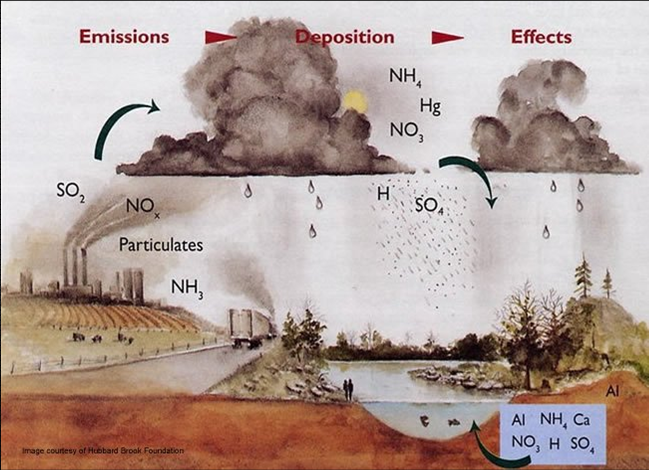 Emissions Deposition Effects
NH4
Hg
NO3
SO2
NOx
H
SO4
Particulates
NH3
Al
Al NH4 Ca
NO3 H SO4
Image courtesy of Hubbard Brook Foundation